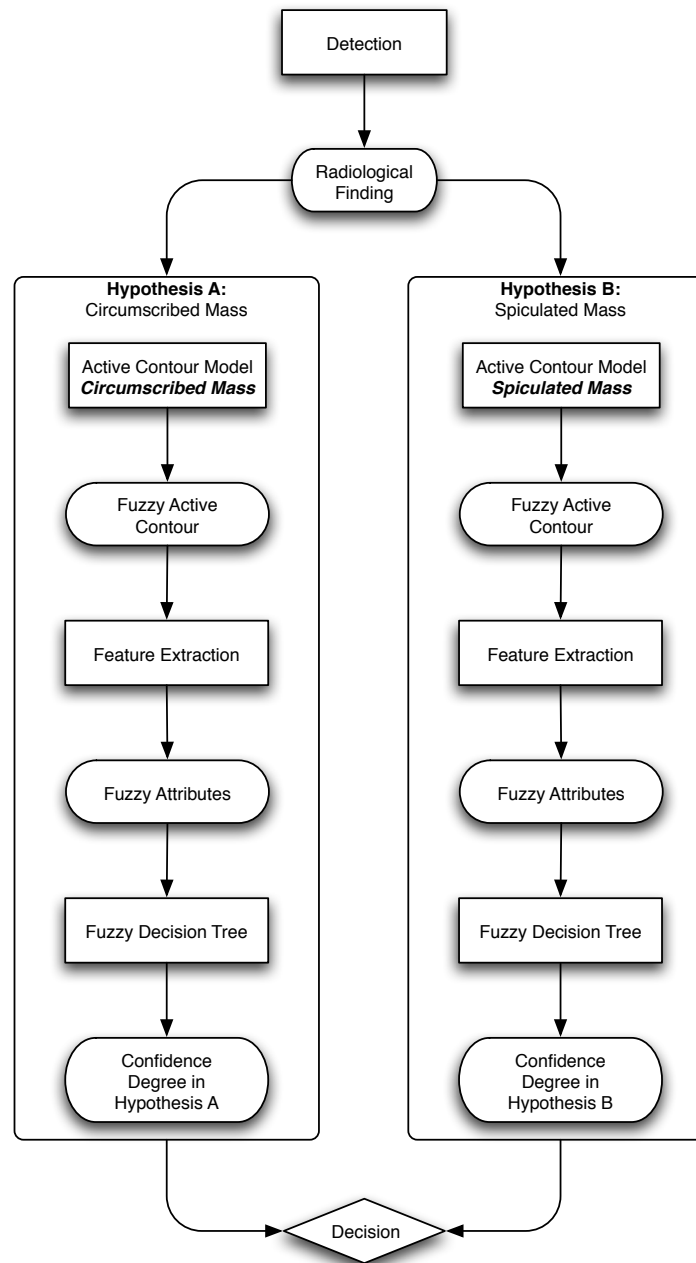 Detection
Radiological
Finding
Hypothesis A:
Circumscribed Mass
Active Contour Model
Circumscribed Mass
Fuzzy Active
Contour
Feature Extraction
Fuzzy Attributes
Fuzzy Decision Tree
Confidence
Degree in
Hypothesis A
Hypothesis B:
Spiculated Mass
Active Contour Model
Spiculated Mass
Fuzzy Active
Contour
Feature Extraction
Fuzzy Attributes
Fuzzy Decision Tree
Confidence
Degree in
Hypothesis B
Decision